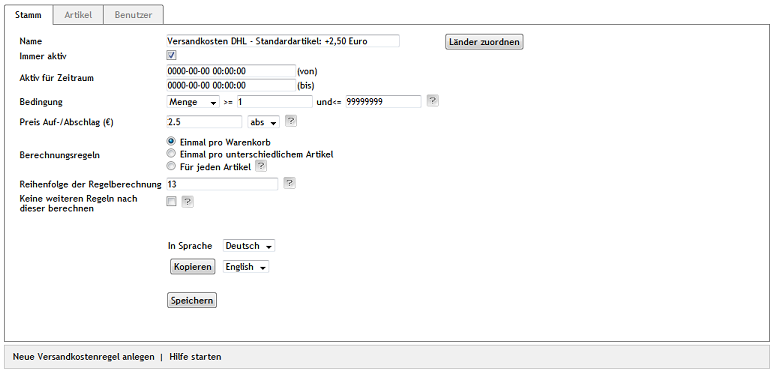 Stamm Artikel Benutzer
Name Versandkosten DHL - Standardartikel: +2,50 Euro Länder zuordnen
Immer aktiv
Aktiv für Zeitraum
0000-00-00 00:00:00 (von)
0000-00-00 00:00:00 (bis)
Bedingung Menge >= 1 und<= 99999999 ?
Preis Auf-/Abschlag (€) 2.5 abs ?
Berechnungsregeln
Einmal pro Warenkorb
Einmal pro unterschiedlichem Artikel
Für jeden Artikel ?
Reihenfolge der Regelberechnung 13 ?
Keine weiteren Regeln nach
dieser berechnen ?
In Sprache Deutsch
Kopieren English
Speichern
Neue Versandkostenregel anlegen | Hilfe starten